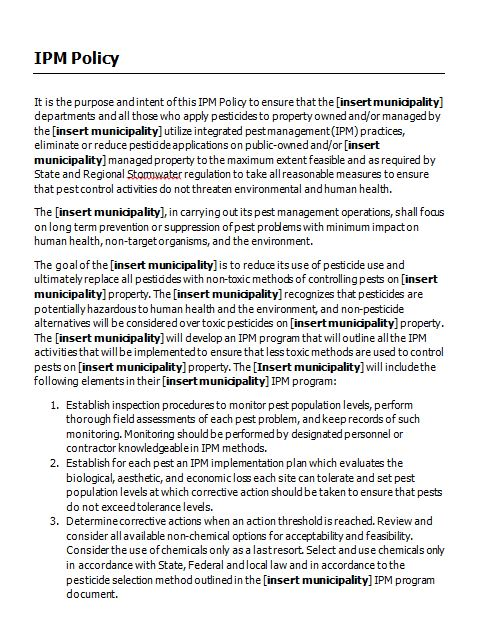 IPM Policy
It is the purpose and intent of this IPM Policy to ensure that the [insert municipality]
departments and all those who apply pesticides to property owned and/or managed by
the [insert municipality] utilize integrated pest management (IPM) practices,
eliminate or reduce pesticide applications on public-owned and/or [insert
municipality] managed property to the maximum extent feasible and as required by
State and Regional Stormwater regulation to take all reasonable measures to ensure
that pest control activities do not threaten environmental and human health.
The [insert municipality], in carrying out its pest management operations, shall focus
on long term prevention or suppression of pest problems with minimum impact on
human health, non-target organisms, and the environment.
The goal of the [insert municipality] is to reduce its use of pesticide use and
ultimately replace all pesticides with non-toxic methods of controlling pests on [insert
municipality] property. The [insert municipality] recognizes that pesticides are
potentially hazardous to human health and the environment, and non-pesticide
alternatives will be considered over toxic pesticides on [insert municipality] property.
The [insert municipality] will develop an IPM program that will outline all the IPM
activities that will be implemented to ensure that less toxic methods are used to control
pests on [insert municipality] property. The [Insert municipality] will include the
following elements in their [insert municipality] IPM program:
1. Establish inspection procedures to monitor pest population levels, perform
thorough field assessments of each pest problem, and keep records of such
monitoring. Monitoring should be performed by designated personnel or
contractor knowledgeable in IPM methods.
2. Establish for each pest an IPM implementation plan which evaluates the
biological, aesthetic, and economic loss each site can tolerate and set pest
population levels at which corrective action should be taken to ensure that pests
do not exceed tolerance levels.
3. Determine corrective actions when an action threshold is reached. Review and
consider all available non-chemical options for acceptability and feasibility.
Consider the use of chemicals only as a last resort. Select and use chemicals only
in accordance with State, Federal and local law and in accordance to the
pesticide selection method outlined in the [insert municipality] IPM program
document.